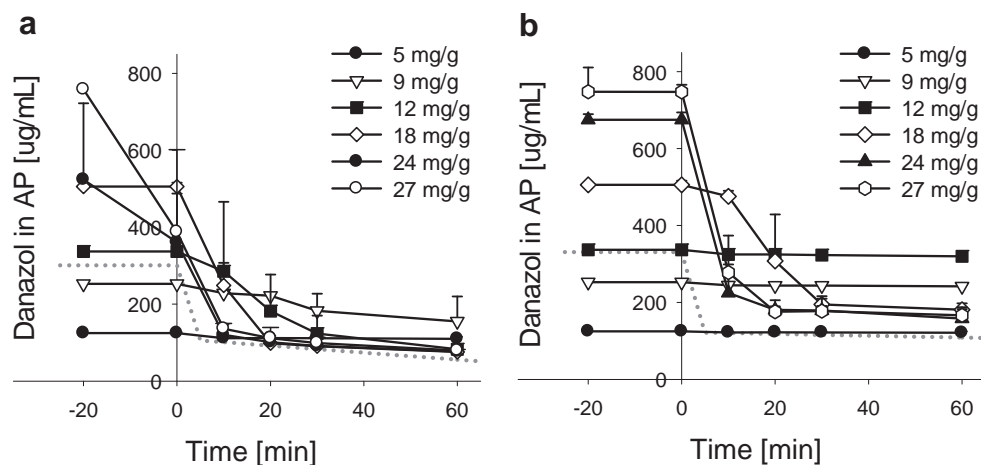 a
Danazol in AP [ug/mL]
800
600
400
200
0
-20 0 20 40 60
Time [min]
5 mg/g
9 mg/g
12 mg/g
18 mg/g
24 mg/g
27 mg/g
b
Danazol in AP [ug/mL]
800
600
400
200
0
-20 0 20 40 60
Time [min]
5 mg/g
9 mg/g
12 mg/g
18 mg/g
24 mg/g
27 mg/g